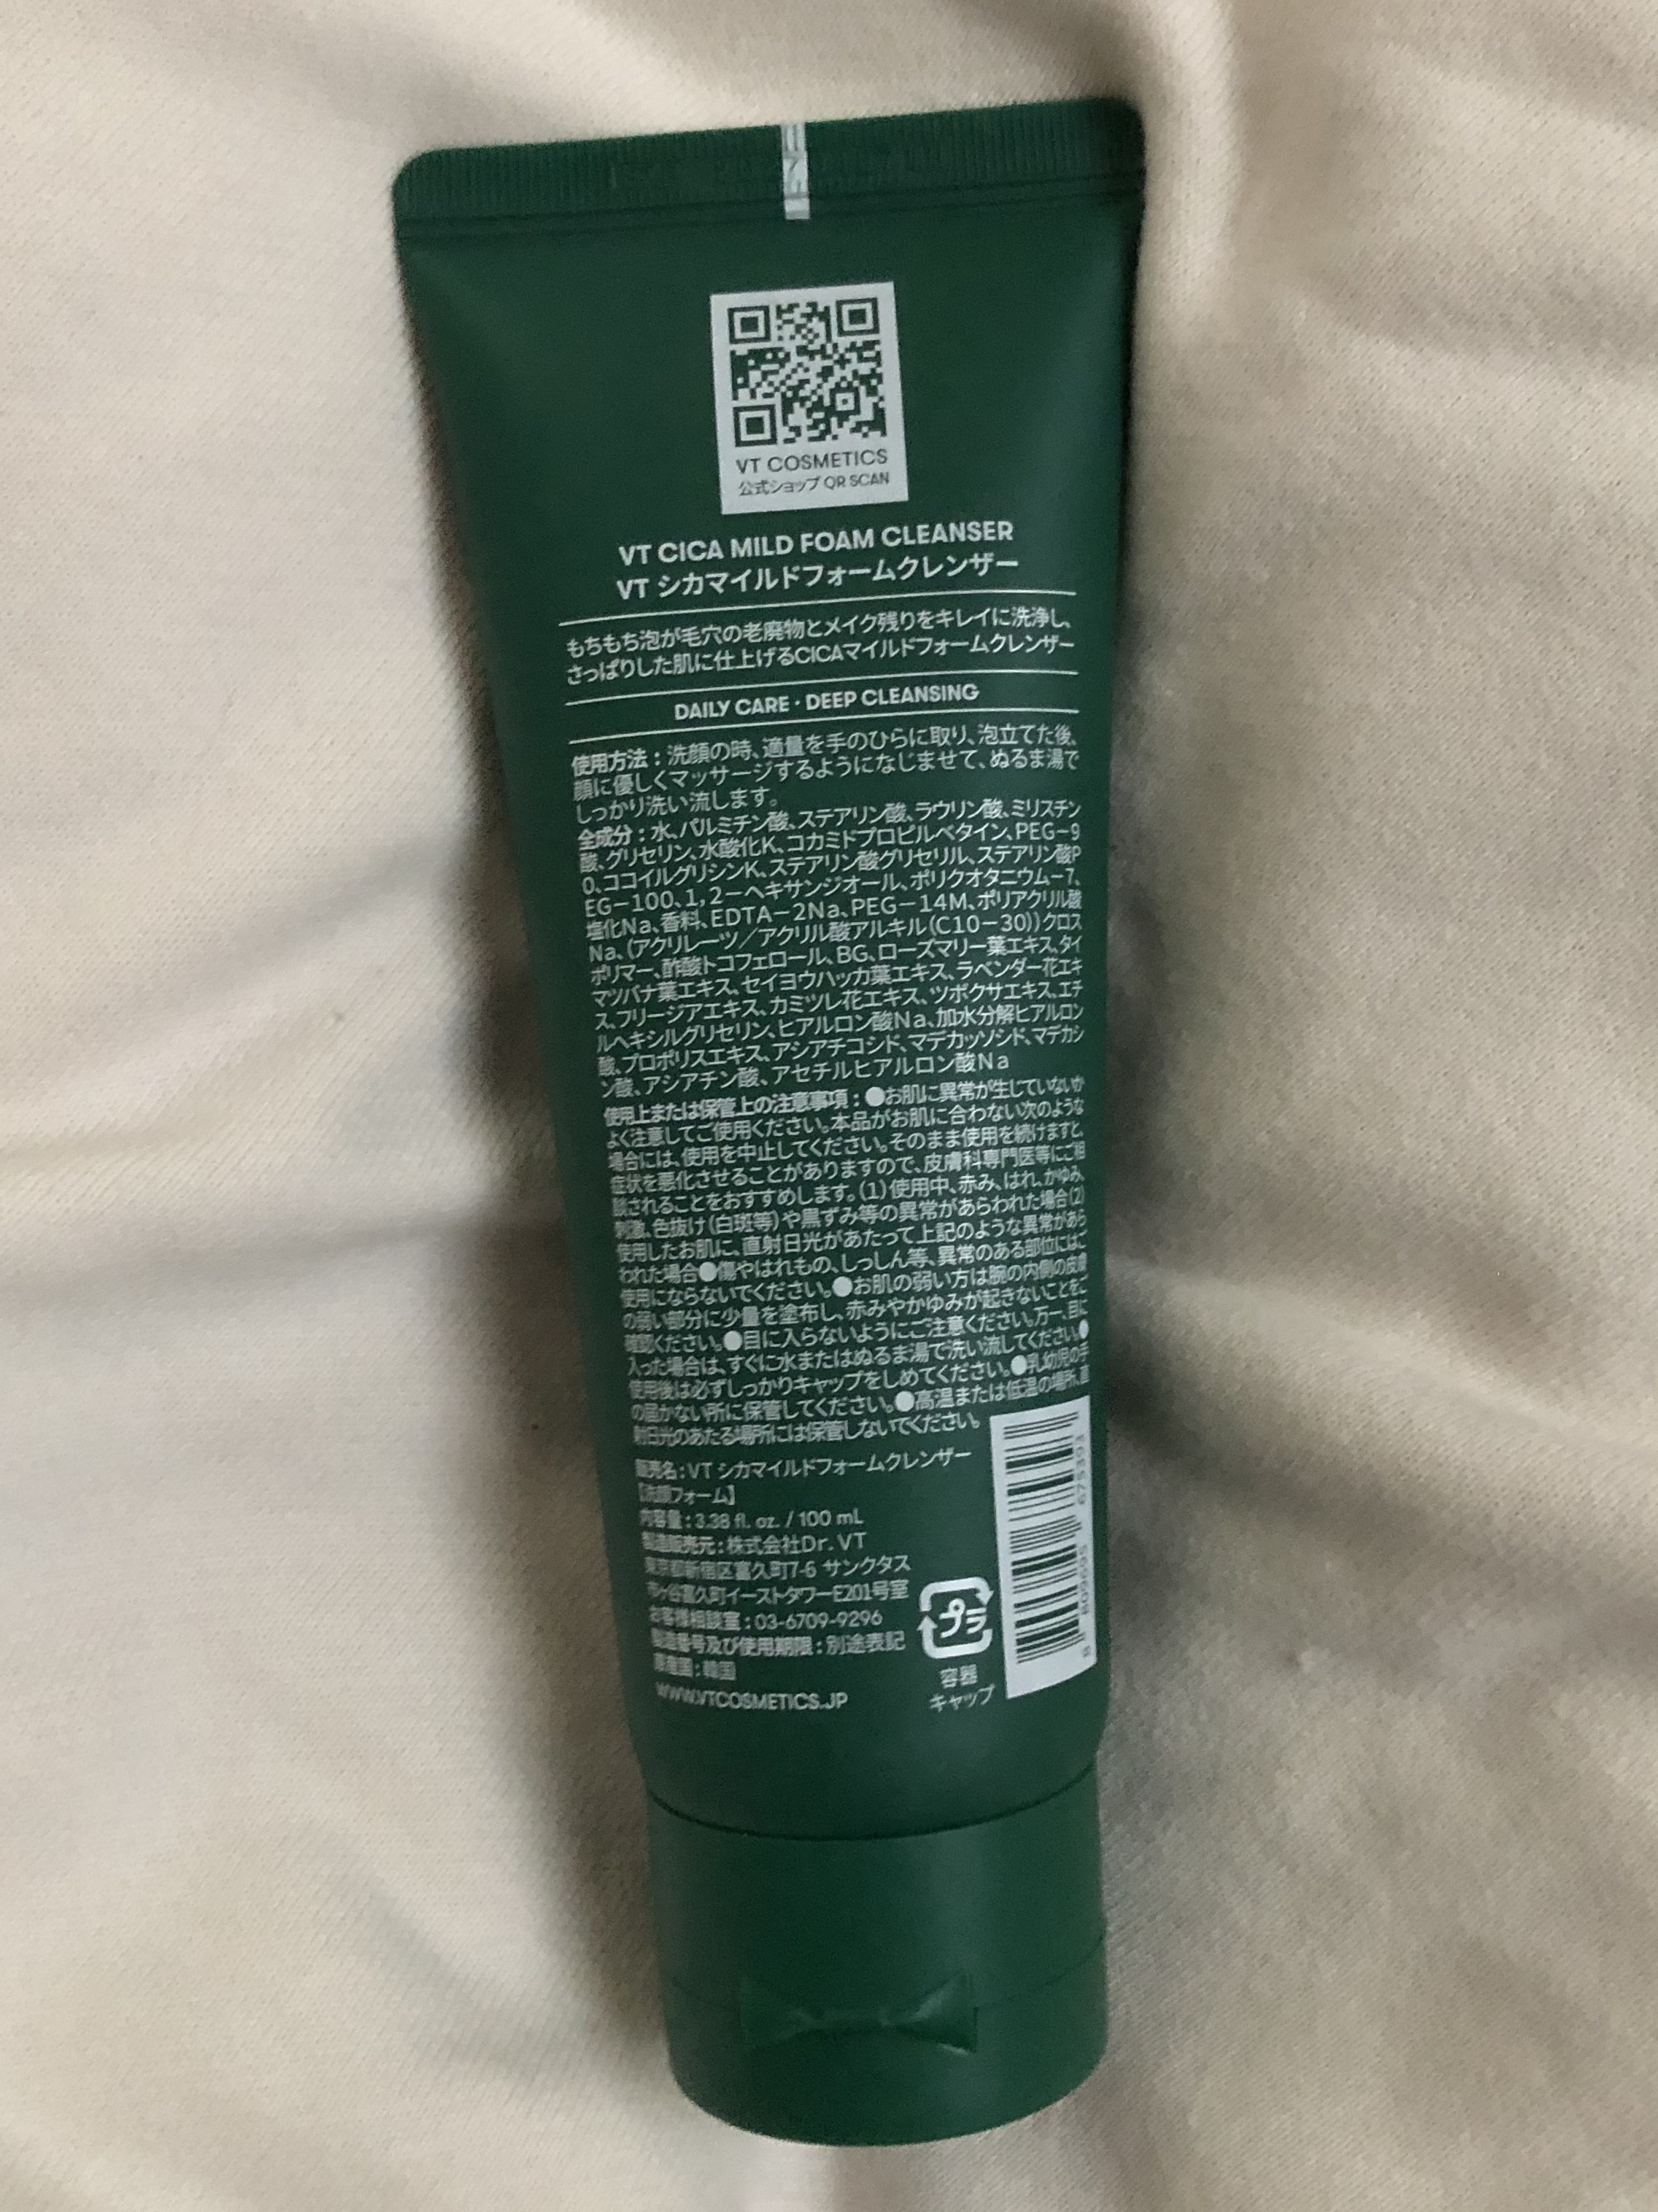 VT COSMETICS
公式ショップ QR SCAN
VT CICA MILD FOAM CLEANSER
VT シカマイルドフォームクレンザー
もちもち泡が毛穴の老廃物とメイク残りをキレイに洗浄し、
さっぱりした肌に仕上げるCICAマイルドフォームクレンザー
DAILY CARE · DEEP CLEANSING
使用方法：洗顔の時、適量を手のひらに取り、泡立てた後、
顔に優しくマッサージするようになじませて、ぬるま湯で
しっかり洗い流します。
全成分：水、パルミチン酸、ステアリン酸、ラウリン酸、ミリスチン
酸、グリセリン、水酸化K、コカミドプロピルベタイン、PEG－9
0、ココイルグリシンK、ステアリン酸グリセリル、ステアリン酸P
EG－100、1，2－ヘキサンジオール、ポリクオタニウム－7、
塩化Na、香料、EDTA－2Na、PEG－14M、ポリアクリル酸
Na、（アクリレーツ／アクリル酸アルキル（C10－30））クロス
ポリマー、酢酸トコフェロール、BG、ローズマリー葉エキス、タイ
マツバナ葉エキス、セイヨウハッカ葉エキス、ラベンダー花エキ
ス、フリージアエキス、カミツレ花エキス、ツボクサエキス、エチ
ルヘキシルグリセリン、ヒアルロン酸Na、加水分解ヒアルロン
酸、プロポリスエキス、アシアチコシド、マデカッソシド、マデカシ
ン酸、アシアチン酸、アセチルヒアルロン酸Na
使用上または保管上の注意事項：●お肌に異常が生じていないか
よく注意してご使用ください。本品がお肌に合わない次のような
場合には、使用を中止してください。そのまま使用を続けますと、
症状を悪化させることがありますので、皮膚科専門医等にご相
談されることをおすすめします。（1）使用中、赤み、はれ、かゆみ、
刺激、色抜け（白斑等）や黒ずみ等の異常があらわれた場合（2）
使用したお肌に、直射日光があたって上記のような異常があら
われた場合●傷やはれもの、しっしん等、異常のある部位にはご
使用にならないでください。●お肌の弱い方は腕の内側の皮膚
の弱い部分に少量を塗布し、赤みやかゆみが起きないことをご
確認ください。●目に入らないようにご注意ください。万一、目に
入った場合は、すぐに水またはぬるま湯で洗い流してください。●
使用後は必ずしっかりキャップをしめてください。●乳幼児の手
の届かない所に保管してください。●高温または低温の場所、直
射日光のあたる場所には保管しないでください。
販売名：VT シカマイルドフォームクレンザー
【洗顔フォーム】
内容量：3.38 fl. oz. / 100 mL
製造販売元：株式会社Dr. VT
東京都新宿区富久町7-6 サンクタス
市ヶ谷富久町イーストタワーE201号室
お客様相談室：03-6709-9296
製造番号及び使用期限：別途表記
原産国：韓国
WWW.VTCOSMETICS.JP
プラ
容器
キャップ